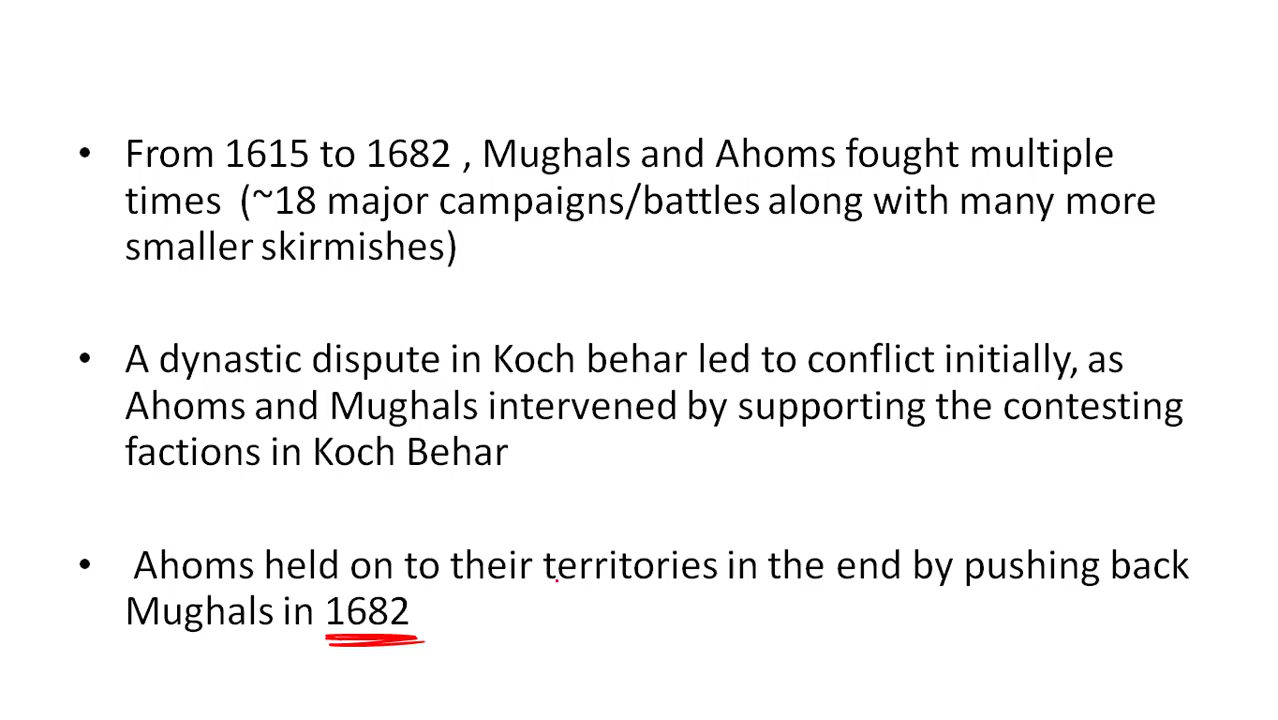 • From 1615 to 1682 , Mughals and Ahoms fought multiple
times (~18 major campaigns/battles along with many more
smaller skirmishes)
• A dynastic dispute in Koch behar led to conflict initially, as
Ahoms and Mughals intervened by supporting the contesting
factions in Koch Behar
• Ahoms held on to their territories in the end by pushing back
Mughals in 1682